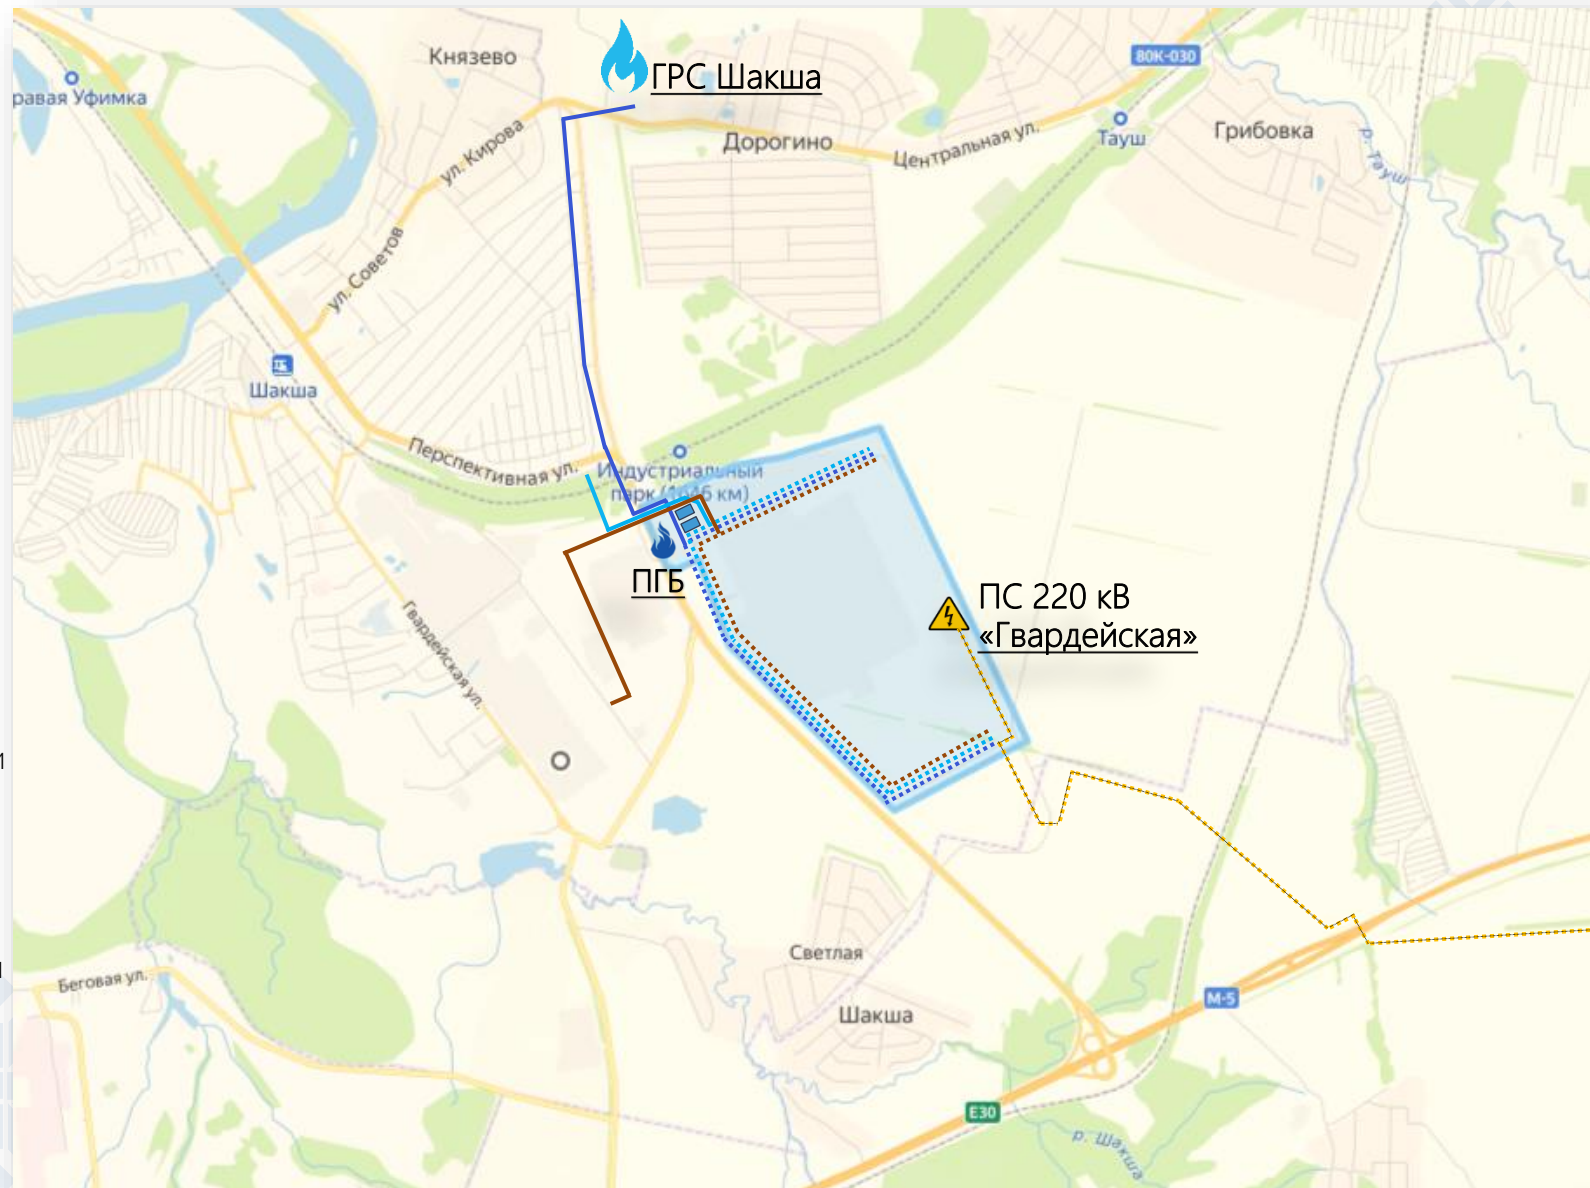 Князево
ГРС Шакша
80К-030
равая Уфимка
Дорогино
Центральная ул.
Тауш
Грибовка
р. Тауш
ул. Кирова
ул. Советов
Шакша
Перспективная ул.
Индустриальный
парк (1646 км)
ПГБ
ПС 220 кВ
«Гвардейская»
Гвардейская ул.
Светлая
Беговая ул.
М-5
Шакша
E30
р. Шакша